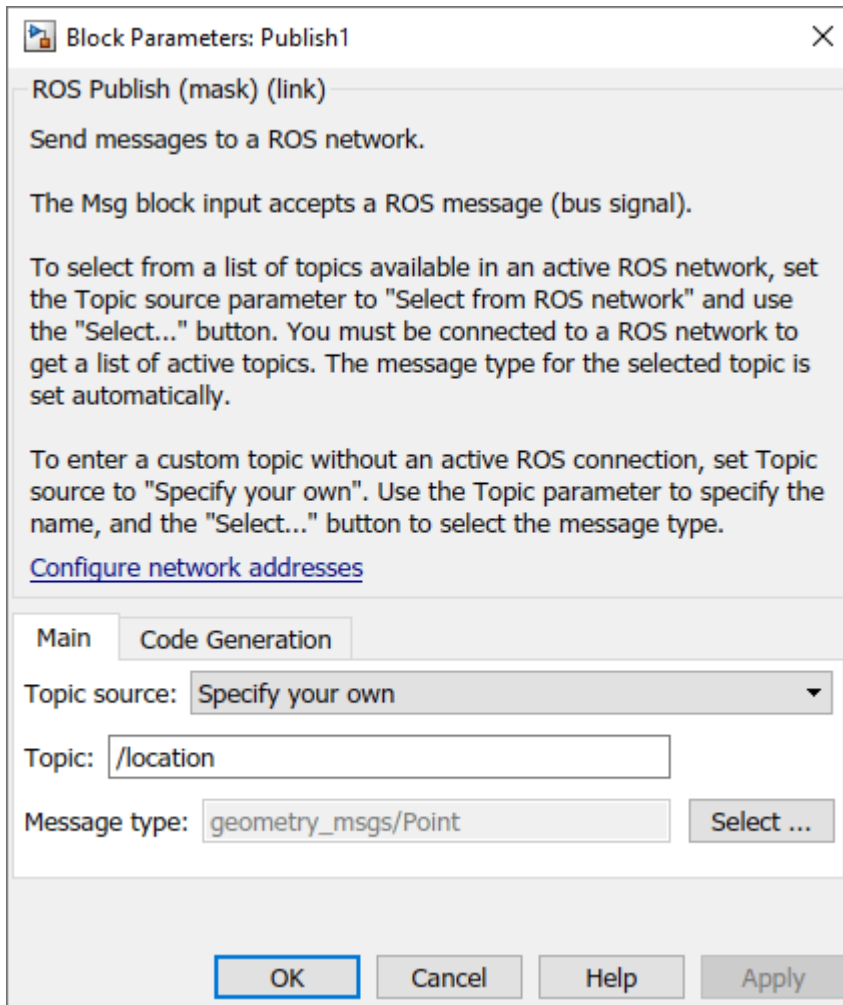 Block Parameters: Publish1
ROS Publish (mask) (link)
Send messages to a ROS network.
The Msg block input accepts a ROS message (bus signal).
To select from a list of topics available in an active ROS network, set
the Topic source parameter to "Select from ROS network" and use
the "Select..." button. You must be connected to a ROS network to
get a list of active topics. The message type for the selected topic is
set automatically.
To enter a custom topic without an active ROS connection, set Topic
source to "Specify your own". Use the Topic parameter to specify the
name, and the "Select..." button to select the message type.
Configure network addresses
Main Code Generation
Topic source: Specify your own
Topic: /location
Message type: geometry_msgs/Point Select ...
OK Cancel Help Apply